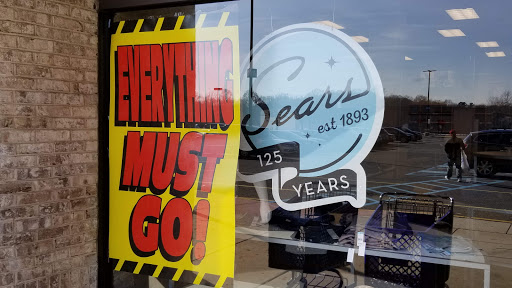 EVERYTHING
MUST
GO!
Sears
est 1893
125
YEARS